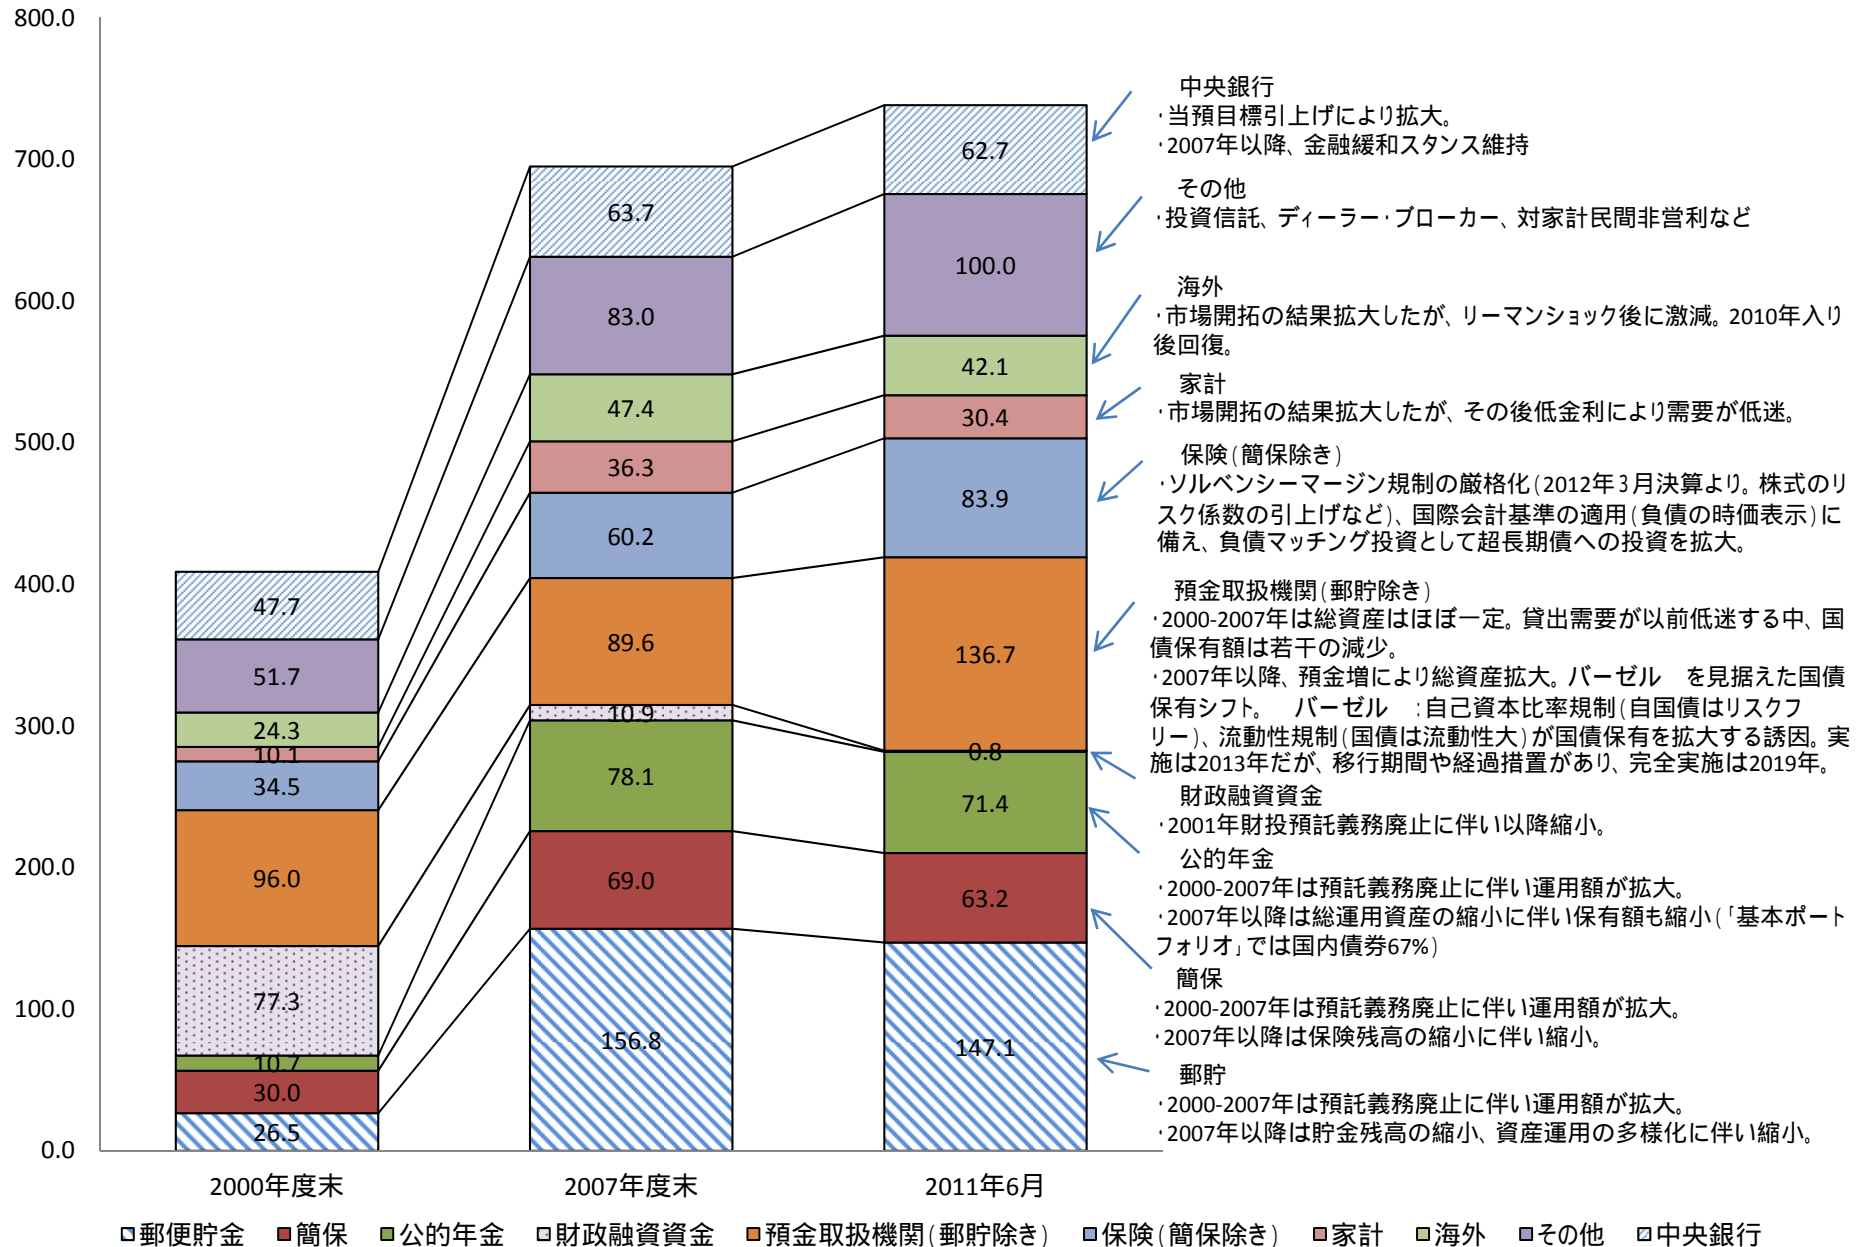 800.0
700.0
600.0
500.0
400.0
300.0
200.0
100.0
0.0
47.7
51.7
24.3
10.1
34.5
96.0
77.3
10.7
30.0
26.5
63.7
83.0
47.4
36.3
60.2
89.6
10.9
78.1
69.0
156.8
62.7
100.0
42.1
30.4
83.9
136.7
0.8
71.4
63.2
147.1
2000年度末
2007年度末
2011年6月
中央銀行
・当預目標引上げにより拡大。
・2007年以降、金融緩和スタンス維持
その他
・投資信託、ディーラー・ブローカー、対家計民間非営利など
海外
・市場開拓の結果拡大したが、リーマンショック後に激減。2010年入り
後回復。
家計
・市場開拓の結果拡大したが、その後低金利により需要が低迷。
保険(簡保除き)
・ソルベンシーマージン規制の厳格化(2012年3月決算より。株式のリ
スク係数の引上げなど)、国際会計基準の適用(負債の時価表示)に
備え、負債マッチング投資として超長期債への投資を拡大。
預金取扱機関(郵貯除き)
・2000-2007年は総資産はほぼ一定。貸出需要が以前低迷する中、国
債保有額は若干の減少。
・2007年以降、預金増により総資産拡大。バーゼル　を見据えた国債
保有シフト。　バーゼル　:自己資本比率規制(自国債はリスクフ
リー)、流動性規制(国債は流動性大)が国債保有を拡大する誘因。実
施は2013年だが、移行期間や経過措置があり、完全実施は2019年。
財政融資資金
・2001年財投預託義務廃止に伴い以降縮小。
公的年金
・2000-2007年は預託義務廃止に伴い運用額が拡大。
・2007年以降は総運用資産の縮小に伴い保有額も縮小(「基本ポート
フォリオ」では国内債券67%)
簡保
・2000-2007年は預託義務廃止に伴い運用額が拡大。
・2007年以降は保険残高の縮小に伴い縮小。
郵貯
・2000-2007年は預託義務廃止に伴い運用額が拡大。
・2007年以降は貯金残高の縮小、資産運用の多様化に伴い縮小。
郵便貯金 簡保 公的年金 財政融資資金 預金取扱機関(郵貯除き) 保険(簡保除き) 家計 海外 その他 中央銀行